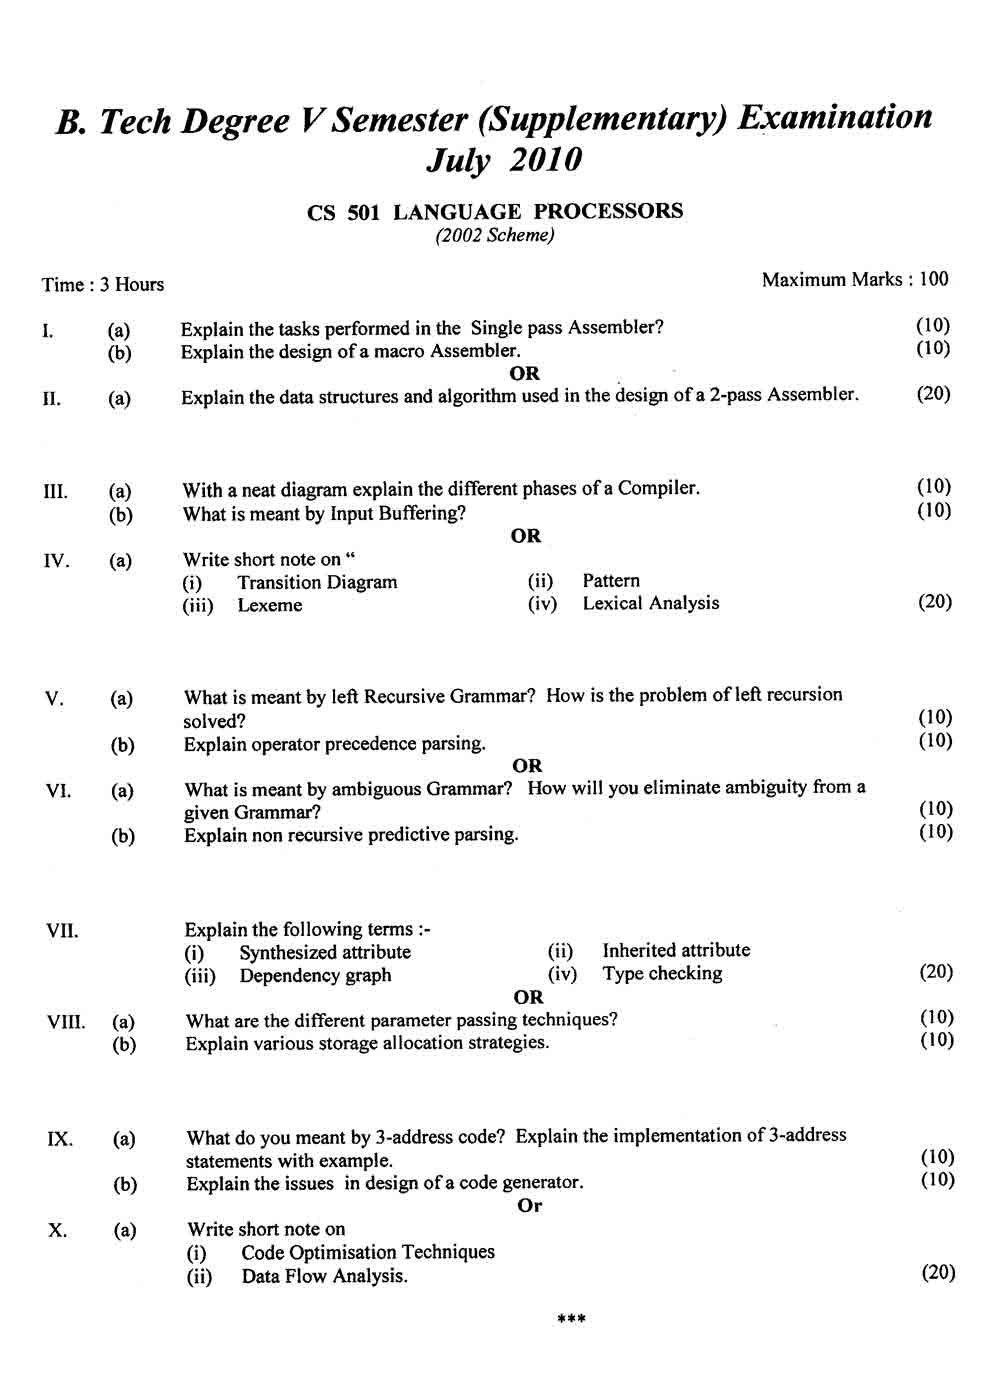 B. Tech Degree V Semester (Supplementary) Examination
July 2010
CS 501 LANGUAGE PROCESSORS
(2002 Scheme)
Time : 3 Hours Maximum Marks : 100
I. (a) Explain the tasks performed in the Single pass Assembler? (10)
(b) Explain the design of a macro Assembler. (10)
OR
II. (a) Explain the data structures and algorithm used in the design of a 2-pass Assembler. (20)
III. (a) With a neat diagram explain the different phases of a Compiler. (10)
(b) What is meant by Input Buffering? (10)
OR
IV. (a) Write short note on “
(i) Transition Diagram (ii) Pattern
(iii) Lexeme (iv) Lexical Analysis (20)
V. (a) What is meant by left Recursive Grammar? How is the problem of left recursion
solved? (10)
(b) Explain operator precedence parsing. (10)
OR
VI. (a) What is meant by ambiguous Grammar? How will you eliminate ambiguity from a
given Grammar? (10)
(b) Explain non recursive predictive parsing. (10)
VII. Explain the following terms :-
(i) Synthesized attribute (ii) Inherited attribute
(iii) Dependency graph (iv) Type checking (20)
OR
VIII. (a) What are the different parameter passing techniques? (10)
(b) Explain various storage allocation strategies. (10)
IX. (a) What do you meant by 3-address code? Explain the implementation of 3-address
statements with example. (10)
(b) Explain the issues in design of a code generator. (10)
Or
X. (a) Write short note on
(i) Code Optimisation Techniques
(ii) Data Flow Analysis. (20)
***